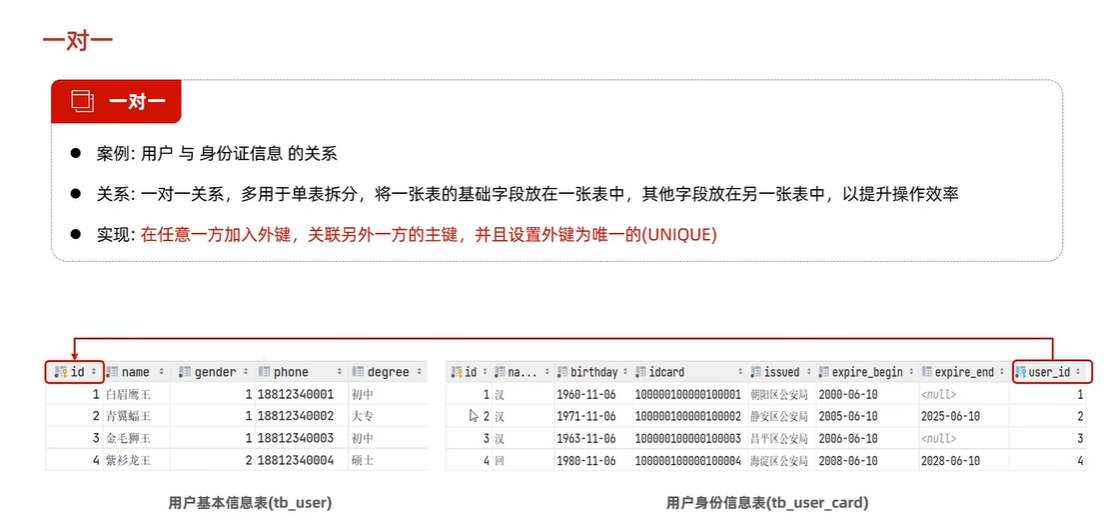 一对一
一对一
案例: 用户 与 身份证信息 的关系
关系: 一对一关系，多用于单表拆分，将一张表的基础字段放在一张表中，其他字段放在另一张表中，以提升操作效率
实现: 在任意一方加入外键，关联另外一方的主键，并且设置外键为唯一的(UNIQUE)
id name gender phone degree
1 白眉鹰王 1 18812340001 初中
2 青翼蝠王 1 18812340002 大专
3 金毛狮王 1 18812340003 初中
4 紫衫龙王 2 18812340004 硕士
用户基本信息表(tb_user)
id na... birthday idcard issued expire_begin expire_end user_id
1 汉 1960-11-06 100000100000100001 朝阳区公安局 2000-06-10 <null> 1
2 汉 1971-11-06 100000100000100002 静安区公安局 2005-06-10 2025-06-10 2
3 汉 1963-11-06 100000100000100003 昌平区公安局 2006-06-10 <null> 3
4 回 1980-11-06 100000100000100004 海淀区公安局 2008-06-10 2028-06-10 4
用户身份信息表(tb_user_card)